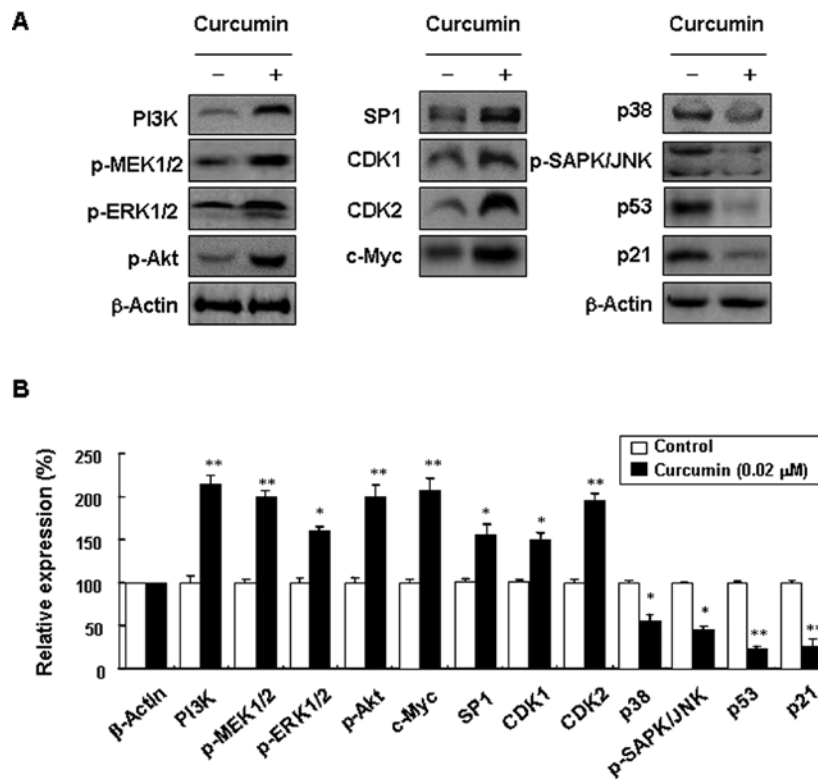 A
Curcumin
− +
PI3K
p-MEK1/2
p-ERK1/2
p-Akt
β-Actin
Curcumin
− +
SP1
CDK1
CDK2
c-Myc
Curcumin
− +
p38
p-SAPK/JNK
p53
p21
β-Actin
B
Relative expression (%)
250
200
150
100
50
0
** ** * ** ** * * ** * * ** **
Control
Curcumin (0.02 µM)
β-Actin PI3K p-MEK1/2 p-ERK1/2 p-Akt c-Myc SP1 CDK1 CDK2 p38 p-SAPK/JNK p53 p21